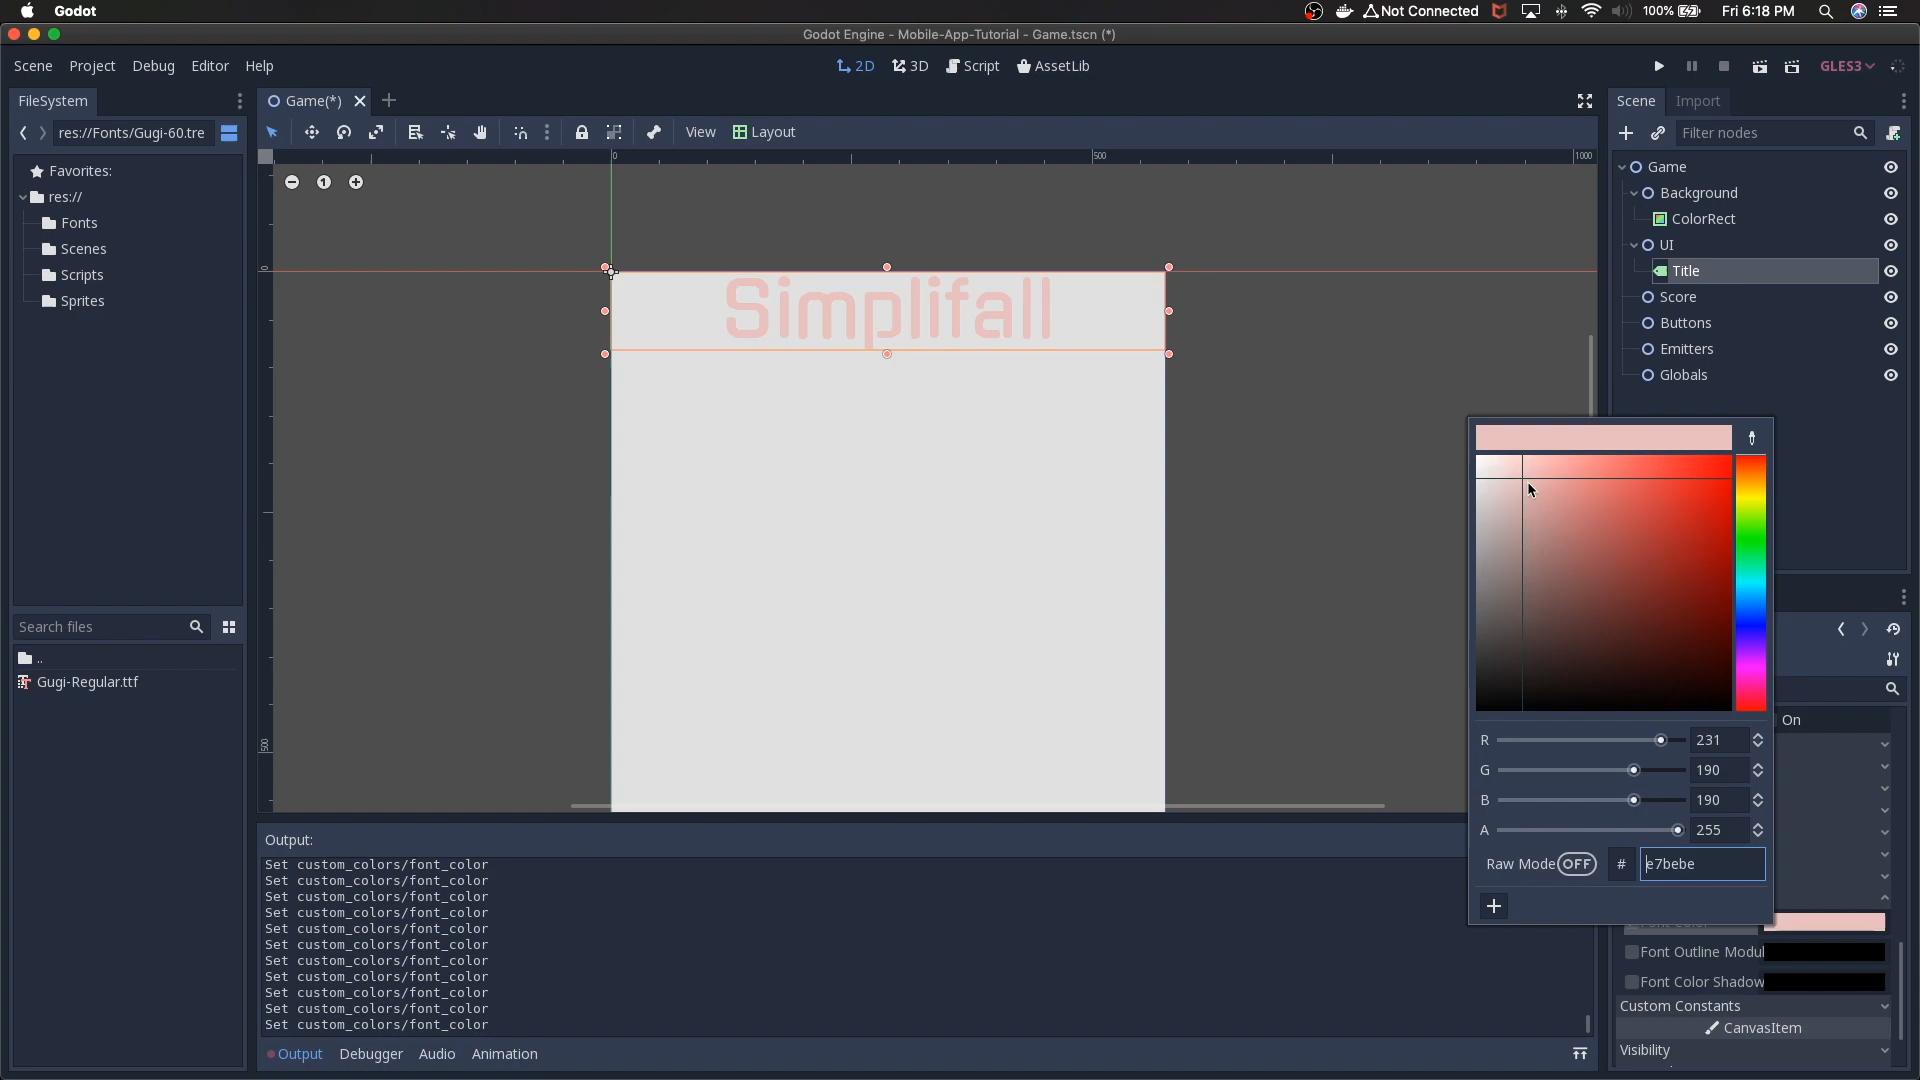 Godot
Not Connected
100%
Fri 6:18 PM
Godot Engine - Mobile-App-Tutorial - Game.tscn (*)
Scene Project Debug Editor Help
2D 3D Script AssetLib
GLES3
FileSystem
Game(*)
Scene Import
res://Fonts/Gugi-60.tre
View Layout
Filter nodes
0 500 1000
Favorites:
res://
Fonts
Scenes
Scripts
Sprites
1
0
Simplifall
500
Game
Background
ColorRect
UI
Title
Score
Buttons
Emitters
Globals
Search files
..
Gugi-Regular.ttf
On
R 231
G 190
B 190
A 255
Raw Mode OFF # e7bebe
Font Color
Font Outline Modul
Font Color Shadow
Custom Constants
CanvasItem
Visibility
Output:
Set custom_colors/font_color
Set custom_colors/font_color
Set custom_colors/font_color
Set custom_colors/font_color
Set custom_colors/font_color
Set custom_colors/font_color
Set custom_colors/font_color
Set custom_colors/font_color
Set custom_colors/font_color
Set custom_colors/font_color
Set custom_colors/font_color
Output Debugger Audio Animation